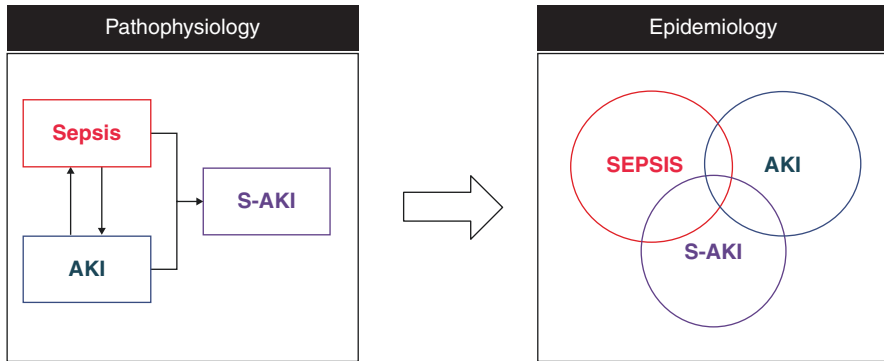 Pathophysiology
Sepsis
S-AKI
AKI
Epidemiology
SEPSIS
AKI
S-AKI